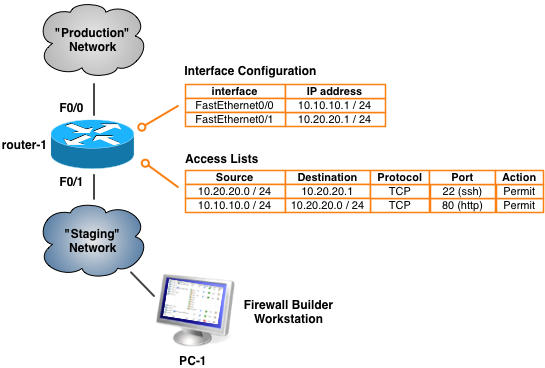 "Production"
Network
F0/0
router-1
F0/1
Interface Configuration
interface IP address
FastEthernet0/0 10.10.10.1 / 24
FastEthernet0/1 10.20.20.1 / 24
Access Lists
Source Destination Protocol Port Action
10.20.20.0 / 24 10.20.20.1 TCP 22 (ssh) Permit
10.10.10.0 / 24 10.20.20.0 / 24 TCP 80 (http) Permit
"Staging"
Network
Firewall Builder
Workstation
PC-1